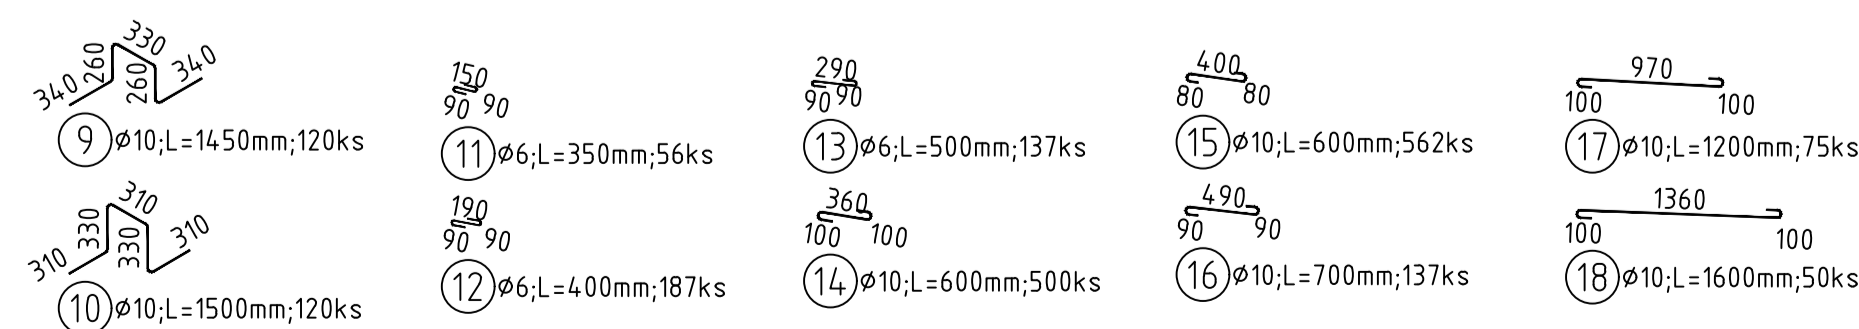 340 260 330 260 340
9 Ø10;L=1450mm;120ks
150
90 90
11 Ø6;L=350mm;56ks
290
90 90
13 Ø6;L=500mm;137ks
400
80 80
15 Ø10;L=600mm;562ks
970
100 100
17 Ø10;L=1200mm;75ks
310 330 310 330 310
10 Ø10;L=1500mm;120ks
190
90 90
12 Ø6;L=400mm;187ks
360
100 100
14 Ø10;L=600mm;500ks
490
90 90
16 Ø10;L=700mm;137ks
1360
100 100
18 Ø10;L=1600mm;50ks